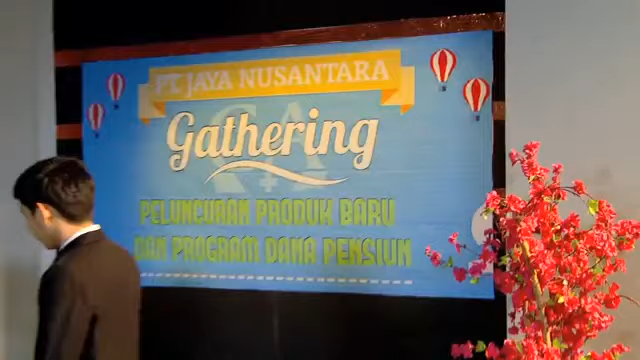 PT JAYA NUSANTARA
Gathering
PELUNCURAN PRODUK BARU
DAN PROGRAM DANA PENSIUN